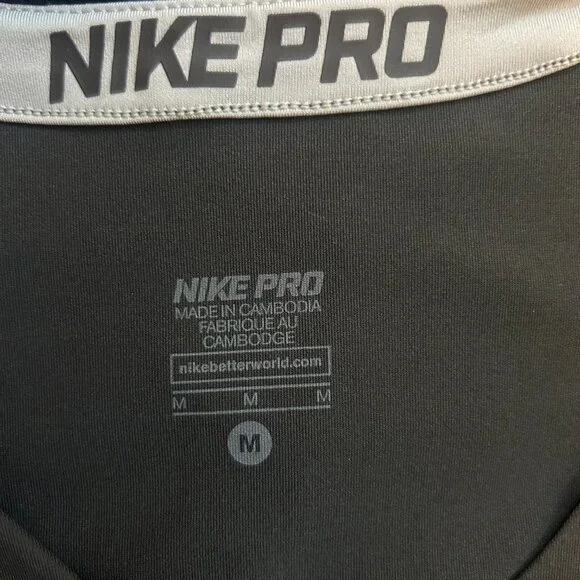 NIKE PRO
NIKE PRO
MADE IN CAMBODIA
FABRIQUE AU
CAMBODGE
nikebetterworld.com
M M M
M